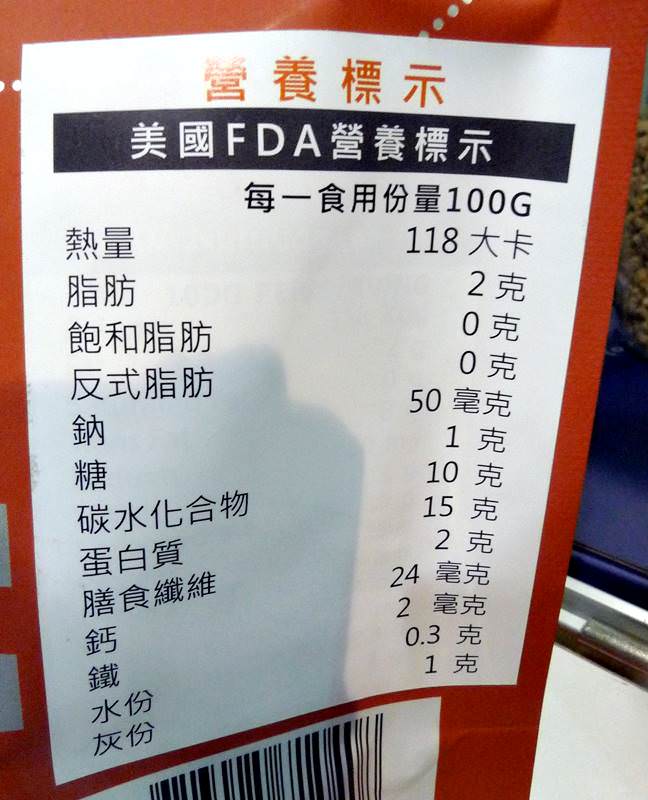 營養標示
美國FDA營養標示
每一食用份量100G
熱量 118 大卡
脂肪 2 克
飽和脂肪 0 克
反式脂肪 0 克
鈉 50 毫克
糖 1 克
碳水化合物 10 克
蛋白質 15 克
膳食纖維 2 克
鈣 24 毫克
鐵 2 毫克
水份 0.3 克
灰份 1 克